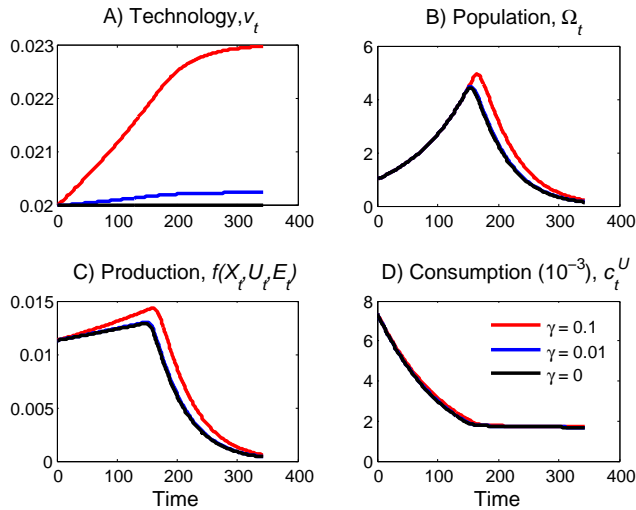 A) Technology, v_t
0.023
0.022
0.021
0.02
0 100 200 300 400
B) Population, Ω_t
6
4
2
0
0 100 200 300 400
C) Production, f(X_t, U_t, E_t)
0.015
0.01
0.005
0
0 100 200 300 400
Time
D) Consumption (10^−3), c_t^U
8
6
4
2
0
0 100 200 300 400
Time
γ = 0.1
γ = 0.01
γ = 0